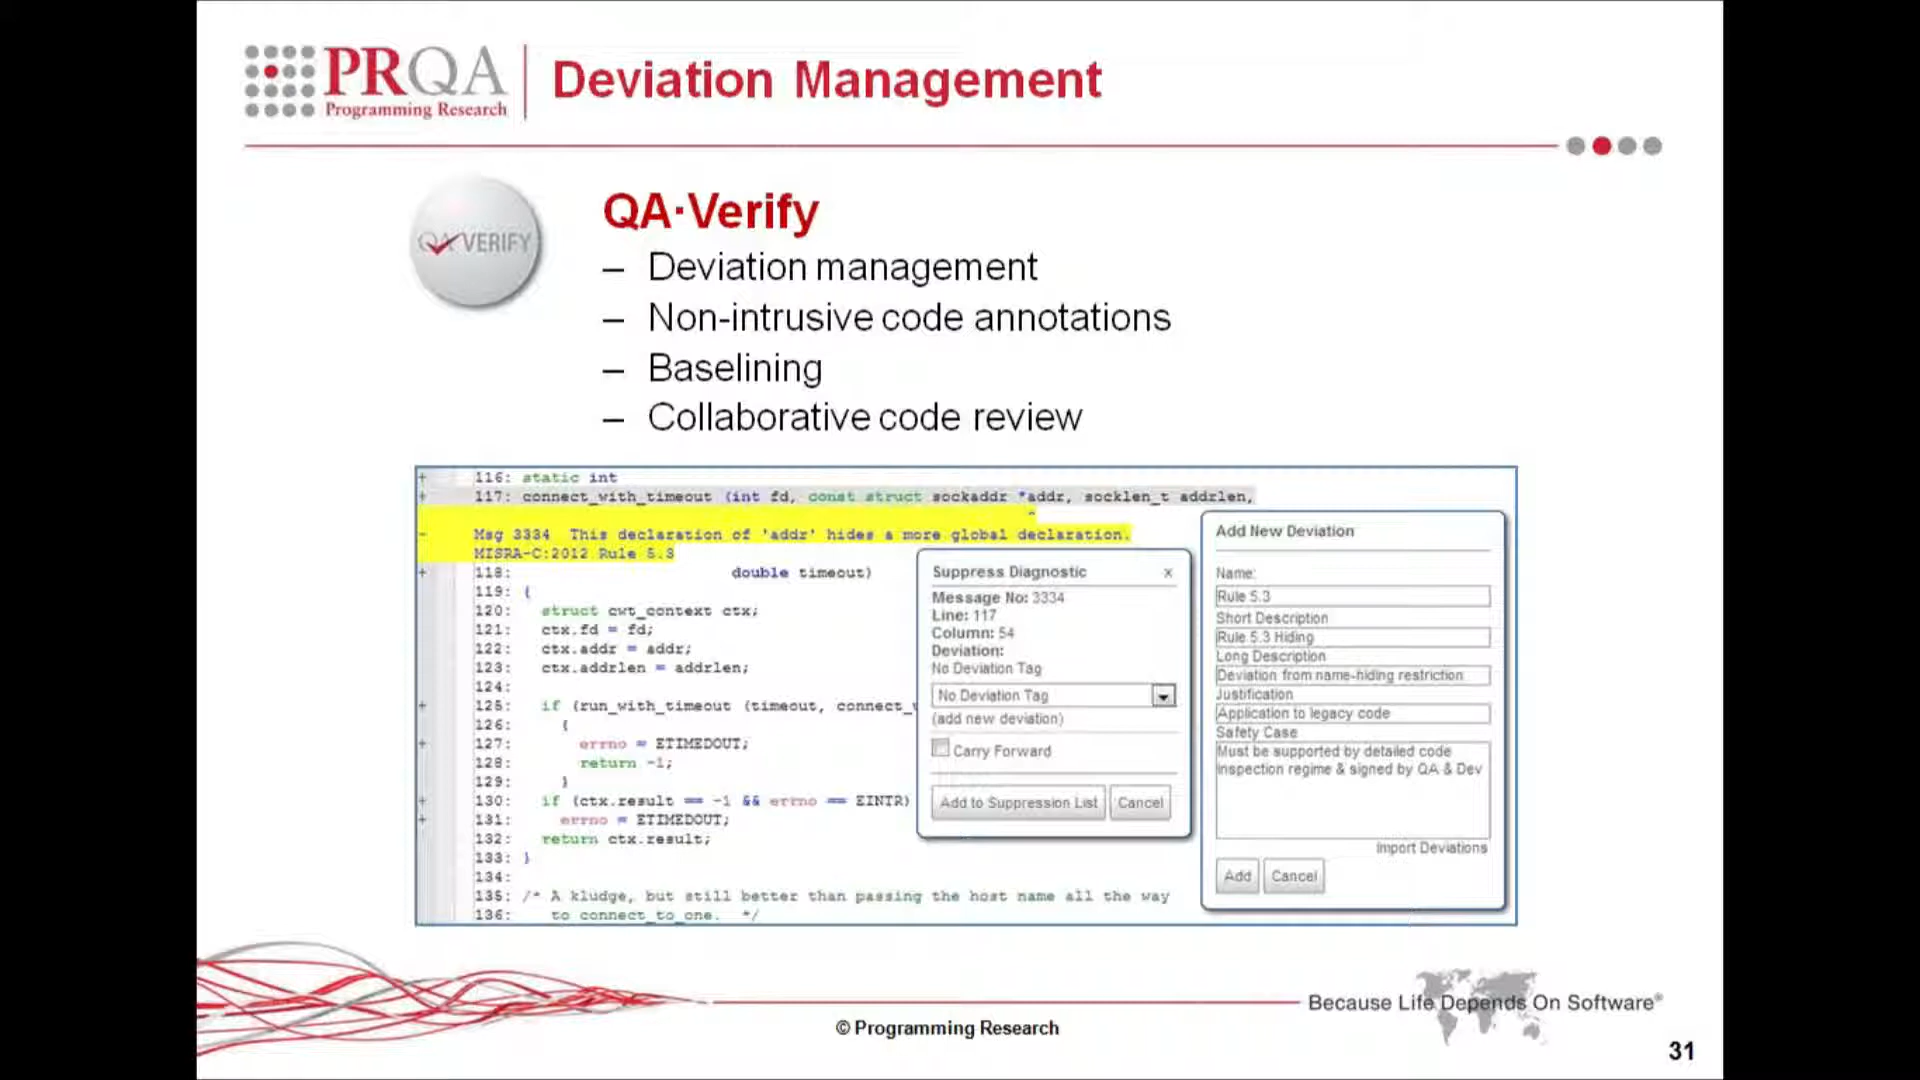 PRQA
Programming Research
Deviation Management
QA VERIFY
QA·Verify
– Deviation management
– Non-intrusive code annotations
– Baselining
– Collaborative code review
116: static int
117: connect_with_timeout (int fd, const struct sockaddr *addr, socklen_t addrlen,
^
Msg 3334 This declaration of 'addr' hides a more global declaration.
MISRA-C:2012 Rule 5.3
118: double timeout)
119: {
120: struct cwt_context ctx;
121: ctx.fd = fd;
122: ctx.addr = addr;
123: ctx.addrlen = addrlen;
124:
125: if (run_with_timeout (timeout, connect_
126: {
127: errno = ETIMEDOUT;
128: return -1;
129: }
130: if (ctx.result == -1 && errno == EINTR)
131: errno = ETIMEDOUT;
132: return ctx.result;
133: }
134:
135: /* A kludge, but still better than passing the host name all the way
136: to connect_to_one. */
Suppress Diagnostic x
Message No: 3334
Line: 117
Column: 54
Deviation:
No Deviation Tag
No Deviation Tag
(add new deviation)
Carry Forward
Add to Suppression List Cancel
Add New Deviation
Name:
Rule 5.3
Short Description
Rule 5.3 Hiding
Long Description
Deviation from name-hiding restriction
Justification
Application to legacy code
Safety Case
Must be supported by detailed code
inspection regime & signed by QA & Dev
Import Deviations
Add Cancel
Because Life Depends On Software®
© Programming Research
31